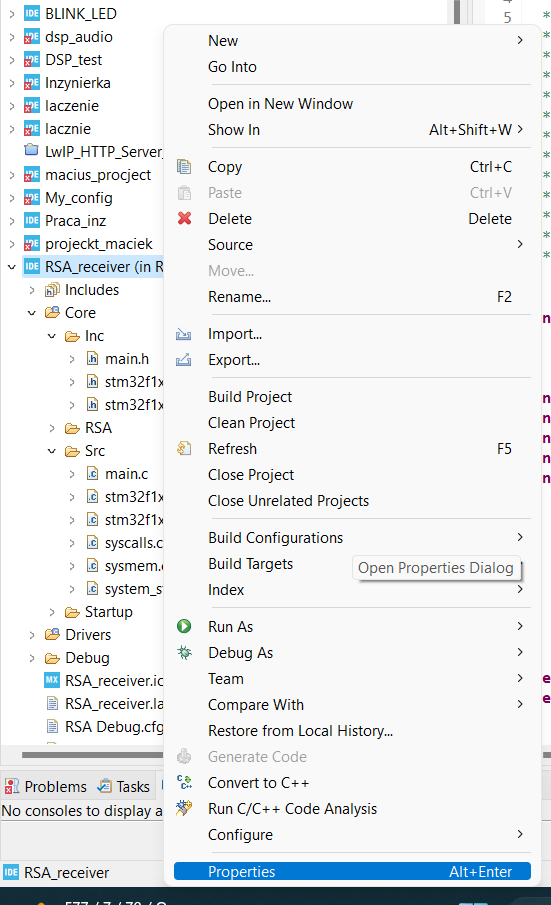 BLINK_LED
dsp_audio
DSP_test
Inzynierka
laczenie
lacznie
LwIP_HTTP_Server_
macius_procject
My_config
Praca_inz
projeckt_maciek
RSA_receiver (in R
Includes
Core
Inc
main.h
stm32f1x
stm32f1x
RSA
Src
main.c
stm32f1x
stm32f1x
syscalls.c
sysmem.c
system_s
Startup
Drivers
Debug
RSA_receiver.io
RSA_receiver.la
RSA Debug.cfg
Problems
Tasks
No consoles to display a
RSA_receiver
New
Go Into
Open in New Window
Show In Alt+Shift+W
Copy Ctrl+C
Paste Ctrl+V
Delete Delete
Source
Move...
Rename... F2
Import...
Export...
Build Project
Clean Project
Refresh F5
Close Project
Close Unrelated Projects
Build Configurations
Build Targets
Open Properties Dialog
Index
Run As
Debug As
Team
Compare With
Restore from Local History...
Generate Code
Convert to C++
Run C/C++ Code Analysis
Configure
Properties Alt+Enter
4
5
*
*
*
*
*
*
*
*
*
*
*
*
*
n
n
n
n
n
n
e
e